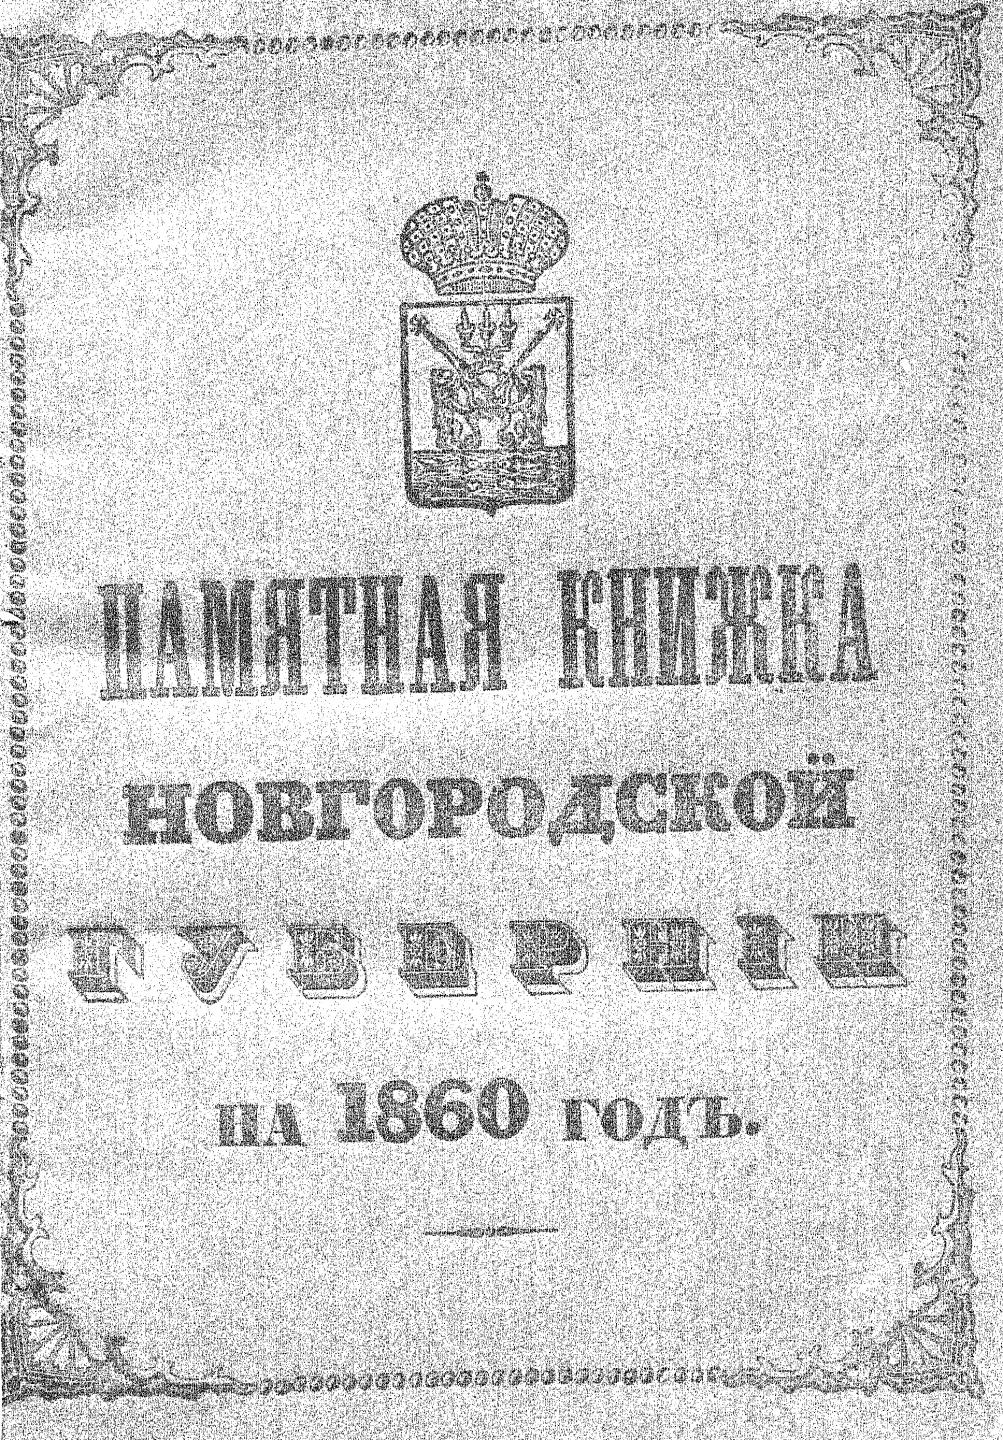 ПАМЯТНАЯ КНИЖКА
НОВГОРОДСКОЙ
ГУБЕРНІИ
НА 1860 ГОДЪ.